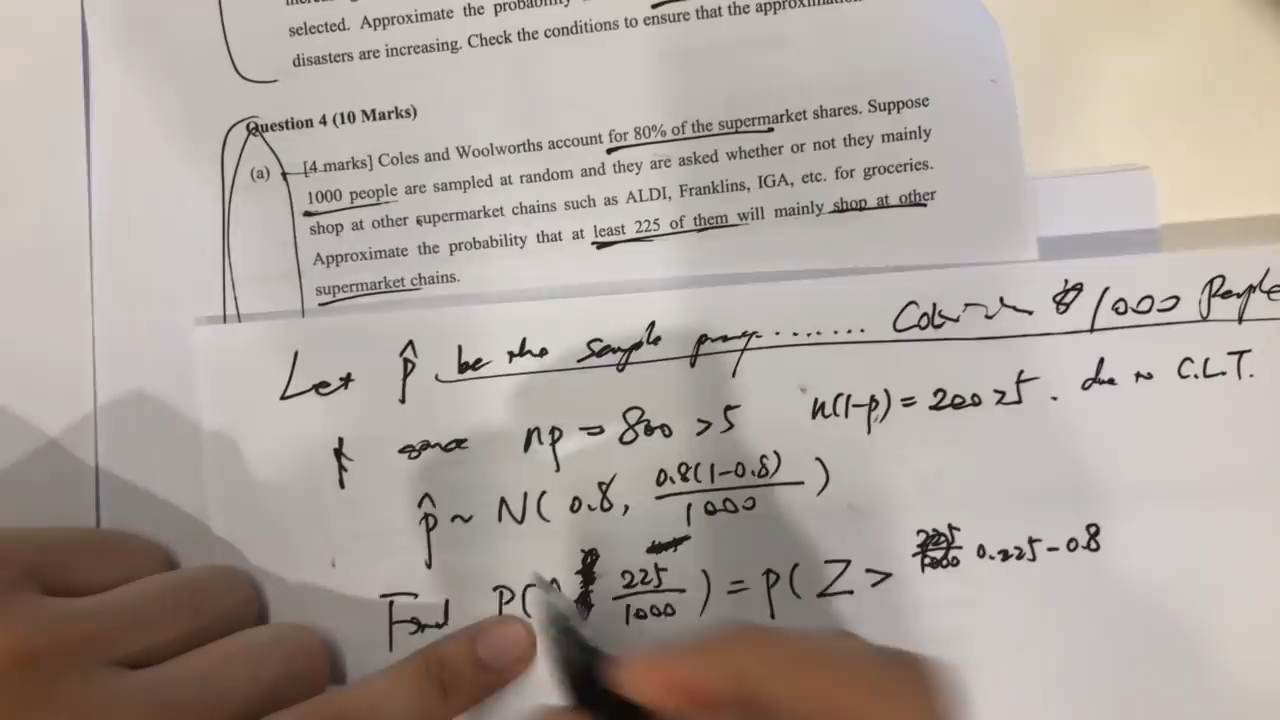 selected. Approximate the probability
disasters are increasing. Check the conditions to ensure that the approximation
Question 4 (10 Marks)
(a) [4 marks] Coles and Woolworths account for 80% of the supermarket shares. Suppose
1000 people are sampled at random and they are asked whether or not they mainly
shop at other supermarket chains such as ALDI, Franklins, IGA, etc. for groceries.
Approximate the probability that at least 225 of them will mainly shop at other
supermarket chains.
Let p̂ be the sample ........ 1000 People
since np = 800 > 5 n(1-p) = 200 > 5. due to C.L.T.
p̂ ~ N( 0.8, 0.8(1-0.8)/1000 )
Find P( 225/1000 ) = P( Z > 0.225-0.8